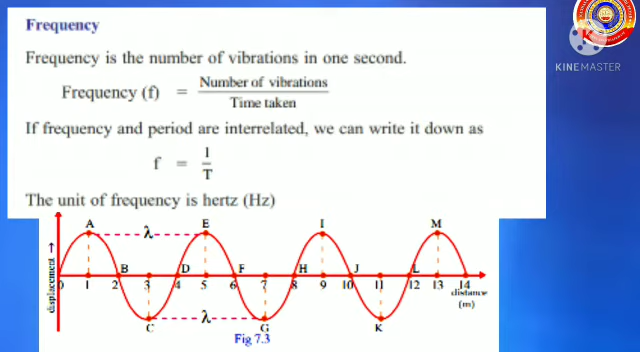 Frequency
Frequency is the number of vibrations in one second.
Frequency (f) = Number of vibrations / Time taken
If frequency and period are interrelated, we can write it down as
f = 1 / T
The unit of frequency is hertz (Hz)
KINEMASTER
A λ E I M
displacement →
B D F H J L
0 1 2 3 4 5 6 7 8 9 10 11 12 13 14
distance
(m)
λ
C G K
Fig 7.3